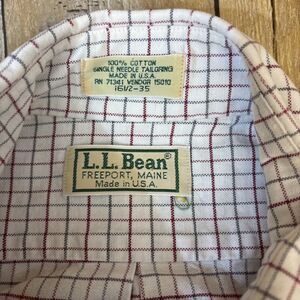 100% COTTON
SINGLE NEEDLE TAILORING
MADE IN U.S.A.
RN 71341 VENDOR 15010
16 1/2-35
L.L.Bean®
FREEPORT, MAINE
Made in U.S.A.